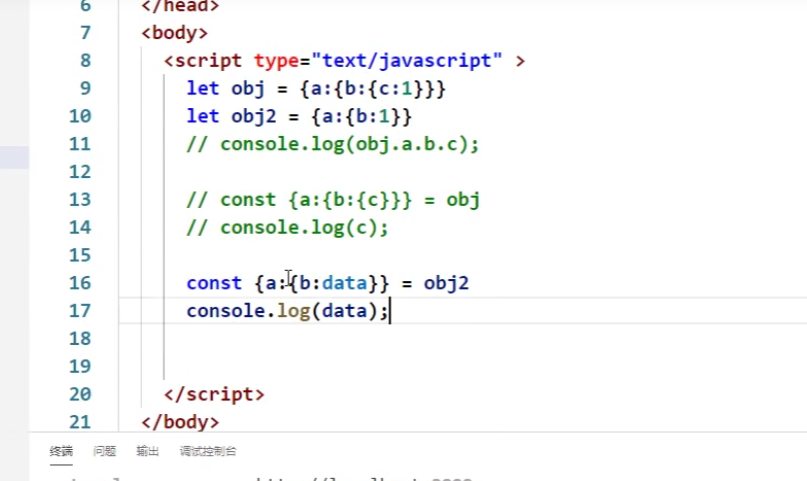 6 </head>
7 <body>
8 <script type="text/javascript" >
9 let obj = {a:{b:{c:1}}}
10 let obj2 = {a:{b:1}}
11 // console.log(obj.a.b.c);
12
13 // const {a:{b:{c}}} = obj
14 // console.log(c);
15
16 const {a:{b:data}} = obj2
17 console.log(data);
18
19
20 </script>
21 </body>
终端 问题 输出 调试控制台